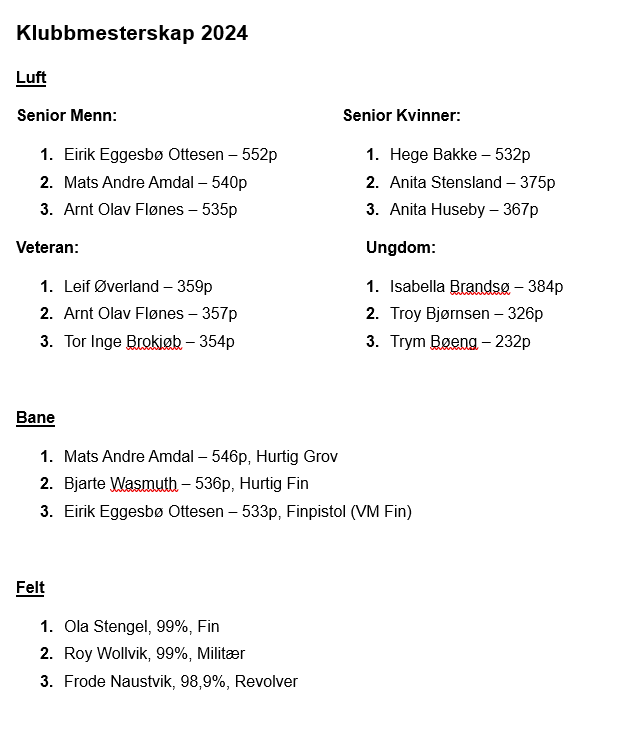 Klubbmesterskap 2024
Luft
Senior Menn:
1. Eirik Eggesbø Ottesen – 552p
2. Mats Andre Amdal – 540p
3. Arnt Olav Flønes – 535p
Senior Kvinner:
1. Hege Bakke – 532p
2. Anita Stensland – 375p
3. Anita Huseby – 367p
Veteran:
1. Leif Øverland – 359p
2. Arnt Olav Flønes – 357p
3. Tor Inge Brokjøb – 354p
Ungdom:
1. Isabella Brandsø – 384p
2. Troy Bjørnsen – 326p
3. Trym Bøeng – 232p
Bane
1. Mats Andre Amdal – 546p, Hurtig Grov
2. Bjarte Wasmuth – 536p, Hurtig Fin
3. Eirik Eggesbø Ottesen – 533p, Finpistol (VM Fin)
Felt
1. Ola Stengel, 99%, Fin
2. Roy Wollvik, 99%, Militær
3. Frode Naustvik, 98,9%, Revolver